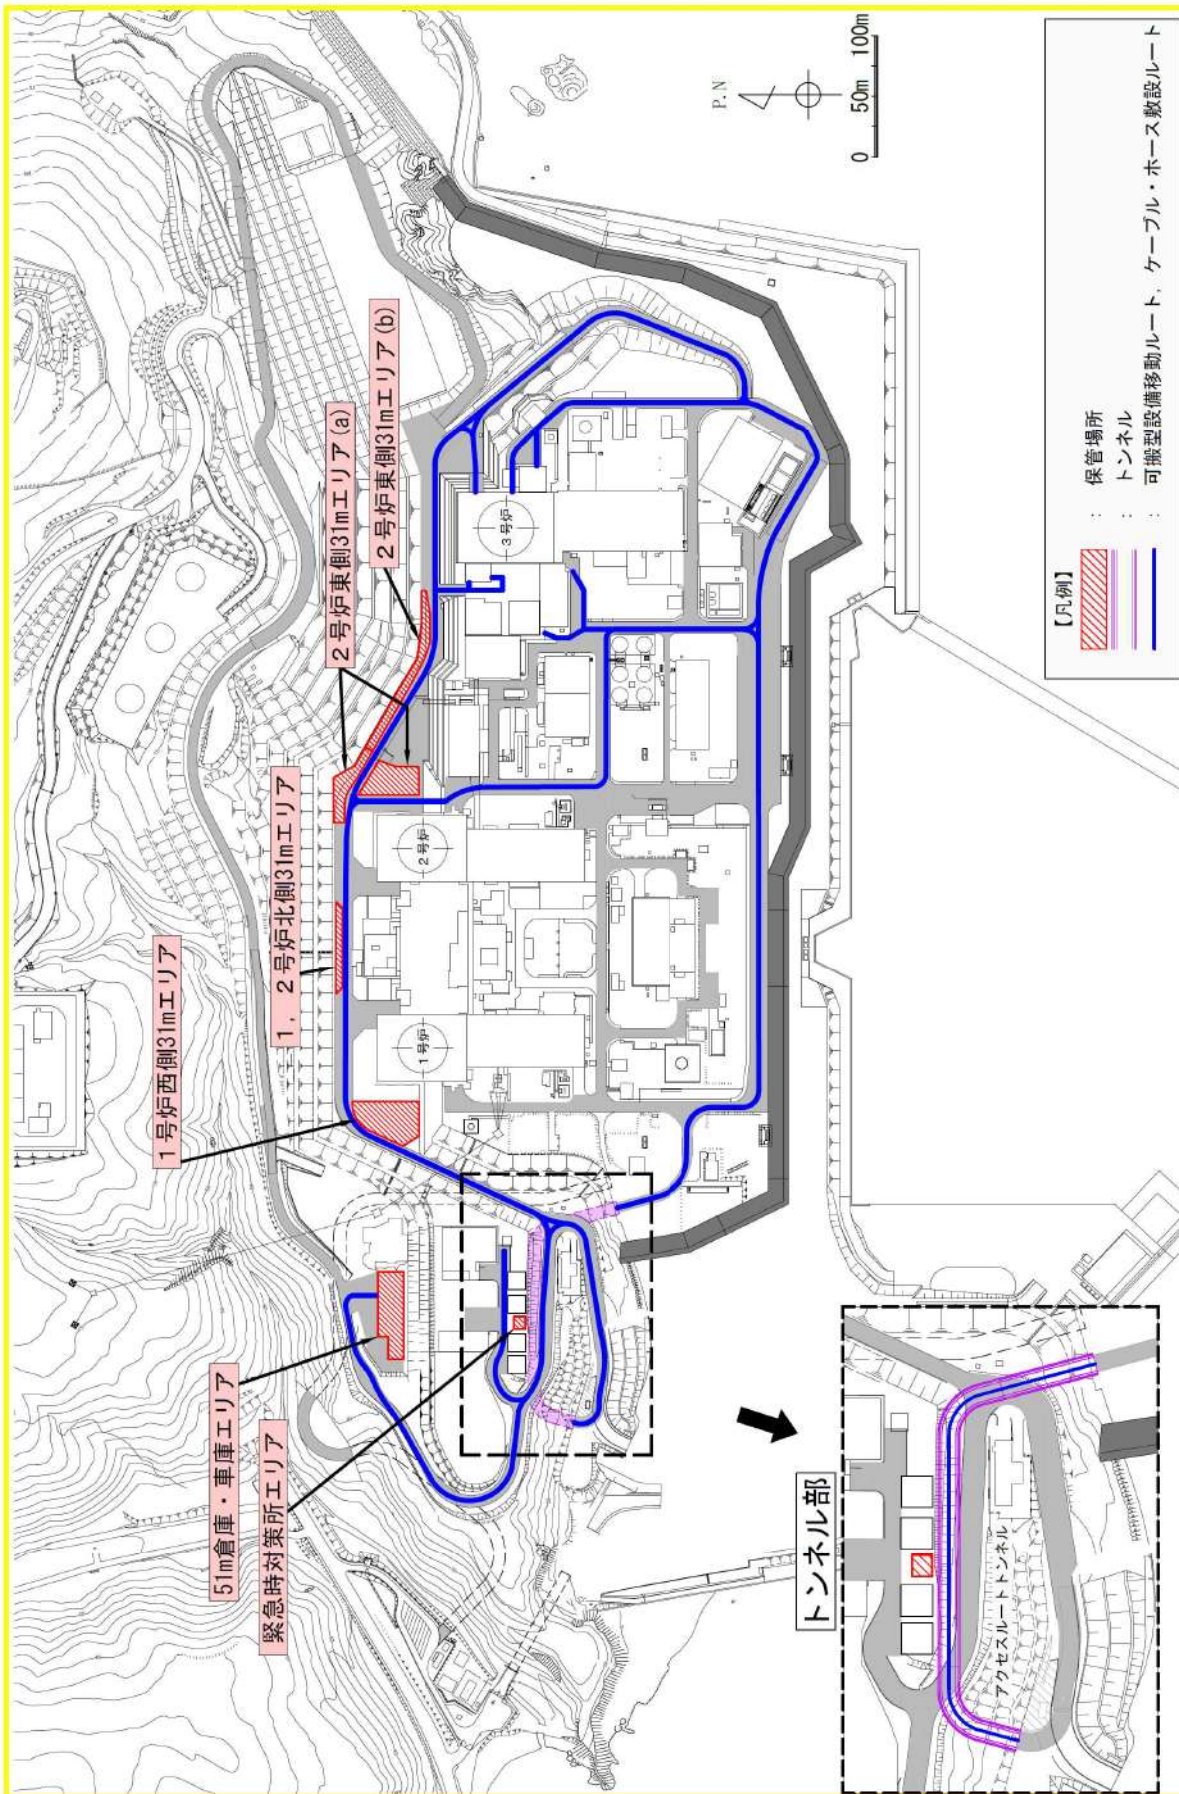 P.N
0 50m 100m
2号炉東側31mエリア(a)
2号炉東側31mエリア(b)
1，2号炉北側31mエリア
1号炉西側31mエリア
51m倉庫・車庫エリア
緊急時対策所エリア
1号炉
2号炉
3号炉
トンネル部
アクセスルートトンネル
【凡例】
： 保管場所
： トンネル
： 可搬型設備移動ルート，ケーブル・ホース敷設ルート